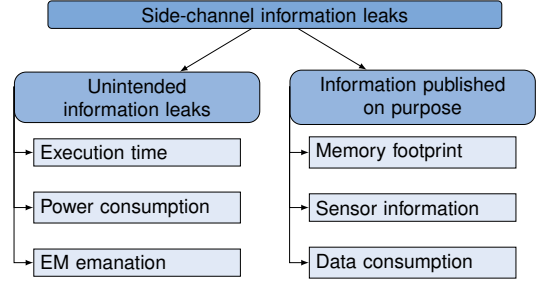 Side-channel information leaks
Unintended
information leaks
Execution time
Power consumption
EM emanation
Information published
on purpose
Memory footprint
Sensor information
Data consumption